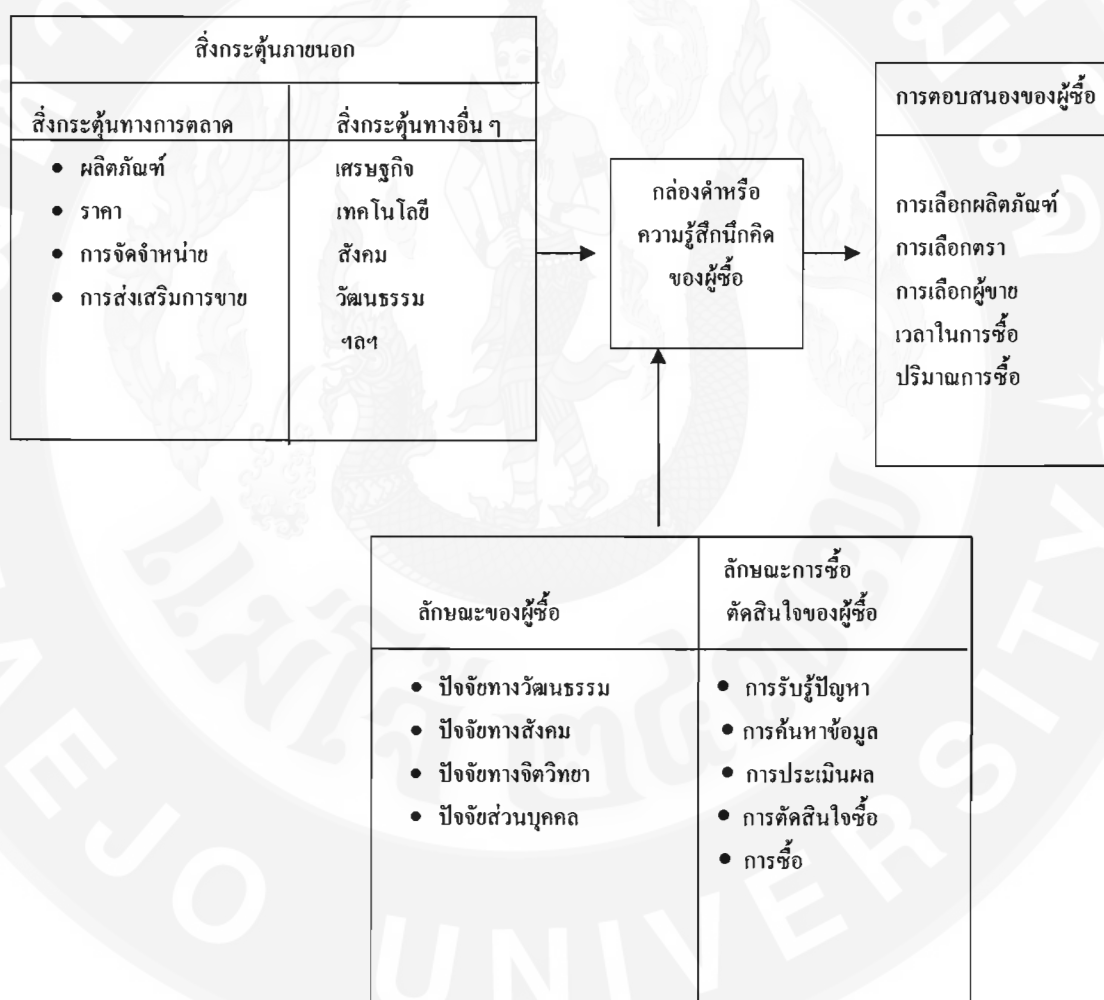 สิ่งกระตุ้นภายนอก
สิ่งกระตุ้นทางการตลาด
● ผลิตภัณฑ์
● ราคา
● การจัดจำหน่าย
● การส่งเสริมการขาย
สิ่งกระตุ้นทางอื่น ๆ
เศรษฐกิจ
เทคโนโลยี
สังคม
วัฒนธรรม
ฯลฯ
กล่องดำหรือ
ความรู้สึกนึกคิด
ของผู้ซื้อ
การตอบสนองของผู้ซื้อ
การเลือกผลิตภัณฑ์
การเลือกตรา
การเลือกผู้ขาย
เวลาในการซื้อ
ปริมาณการซื้อ
ลักษณะของผู้ซื้อ
● ปัจจัยทางวัฒนธรรม
● ปัจจัยทางสังคม
● ปัจจัยทางจิตวิทยา
● ปัจจัยส่วนบุคคล
ลักษณะการซื้อ
ตัดสินใจของผู้ซื้อ
● การรับรู้ปัญหา
● การค้นหาข้อมูล
● การประเมินผล
● การตัดสินใจซื้อ
● การซื้อ
AEJO UNIVERSITY